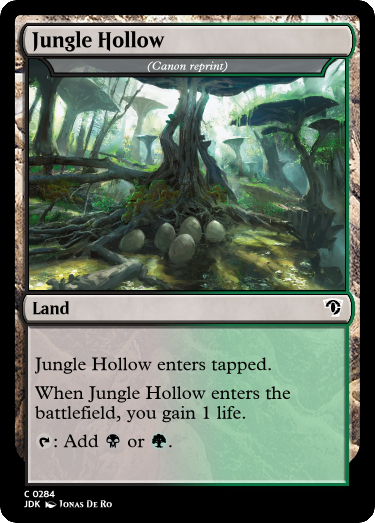 Jungle Hollow
(Canon reprint)
Land
Jungle Hollow enters tapped.
When Jungle Hollow enters the
battlefield, you gain 1 life.
: Add or .
C 0284
JDK Jonas De Ro